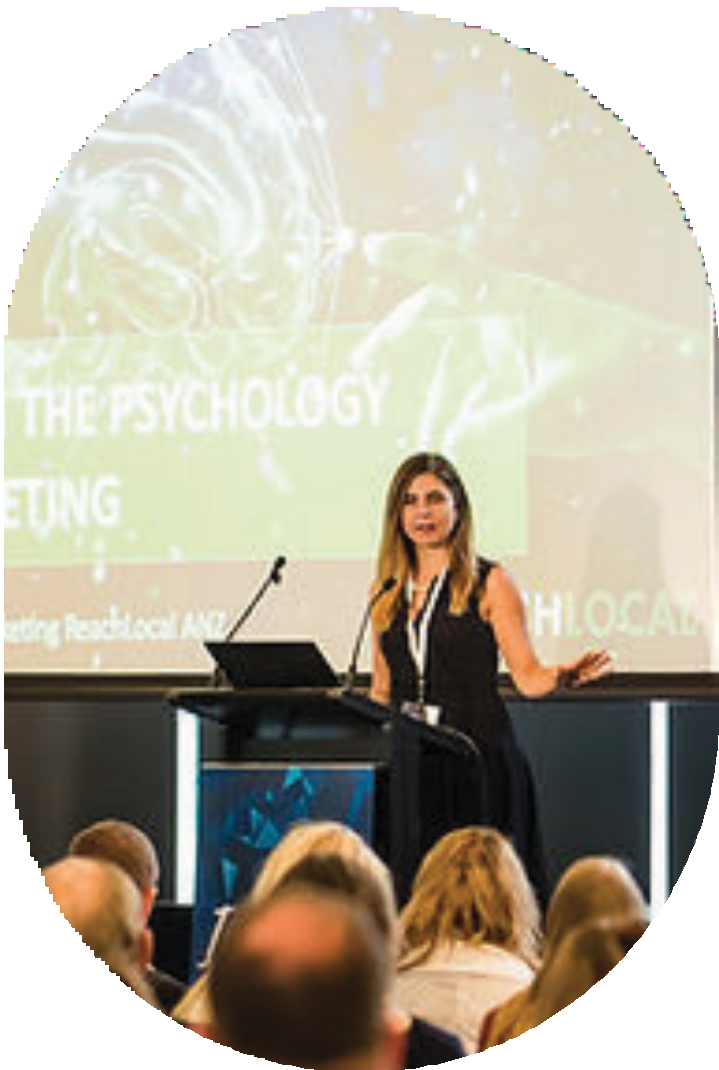 THE PSYCHOLOGY
ETING
eting ReachLocal ANZ
HLOCAL